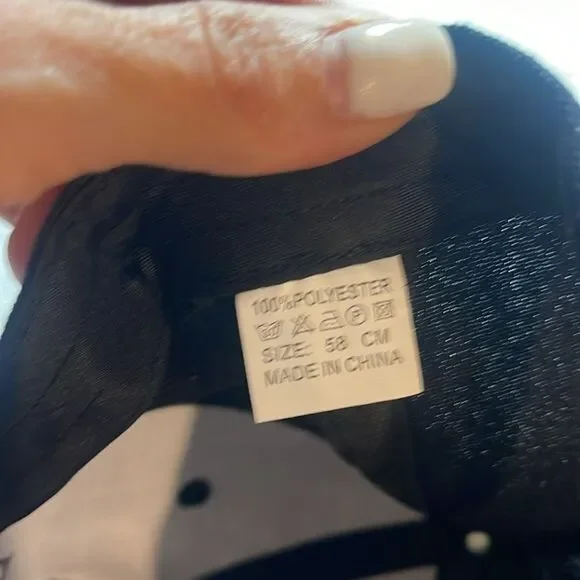 100%POLYESTER
SIZE: 58 CM
MADE IN CHINA